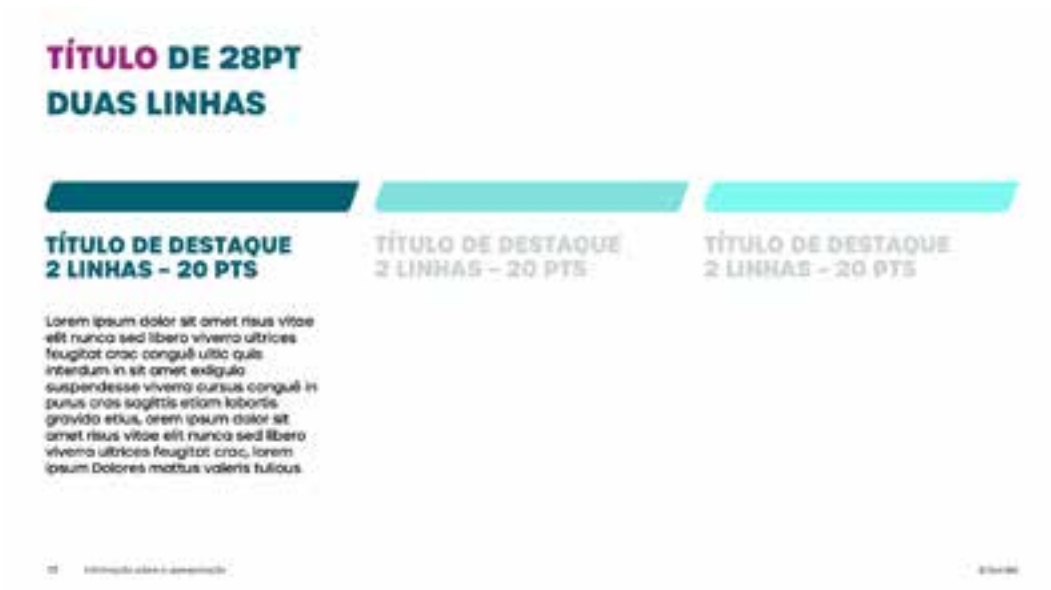 TÍTULO DE 28PT
DUAS LINHAS
TÍTULO DE DESTAQUE
2 LINHAS – 20 PTS
TÍTULO DE DESTAQUE
2 LINHAS – 20 PTS
TÍTULO DE DESTAQUE
2 LINHAS – 20 PTS
Lorem ipsum dolor sit amet risus vitae
elit nunca sed libero viverra ultrices
feugitat crac conguê ultic quis
interdum in sit amet exligula
suspendesse viverra cursus conguê in
purus cras sagittis etiam lobortis
gravida etius, orem ipsum dolor sit
amet risus vitae elit nunca sed libero
viverra ultrices feugitat crac, lorem
ipsum Dolores mattus valeris tulious
Informação sobre a apresentação